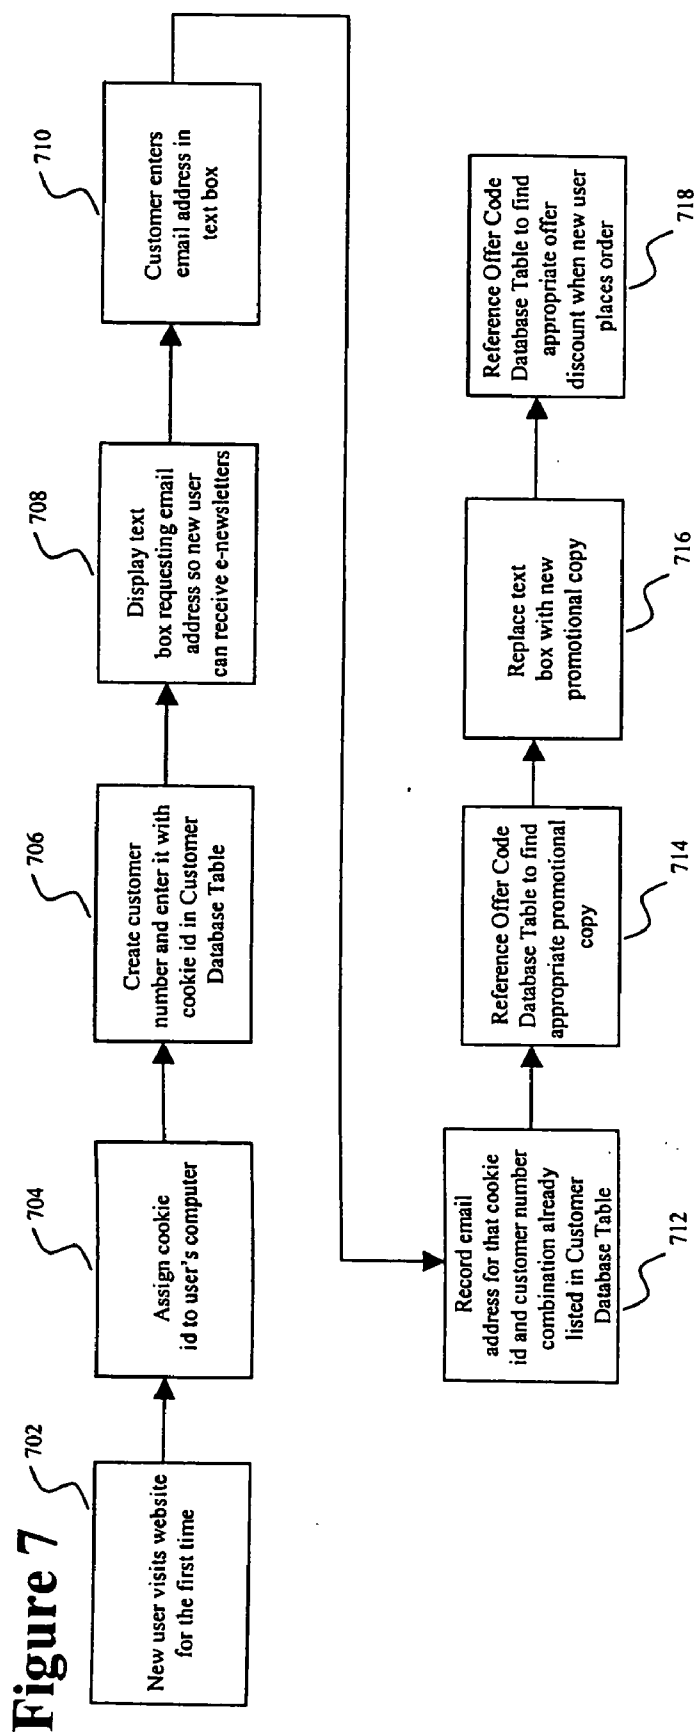 Figure 7
702
New user visits website
for the first time
704
Assign cookie
id to user's computer
706
Create customer
number and enter it with
cookie id in Customer
Database Table
708
Display text
box requesting email
address so new user
can receive e-newsletters
710
Customer enters
email address in
text box
Record email
address for that cookie
id and customer number
combination already
listed in Customer
Database Table
712
Reference Offer Code
Database Table to find
appropriate promotional
copy
714
Replace text
box with new
promotional copy
716
Reference Offer Code
Database Table to find
appropriate offer
discount when new user
places order
718